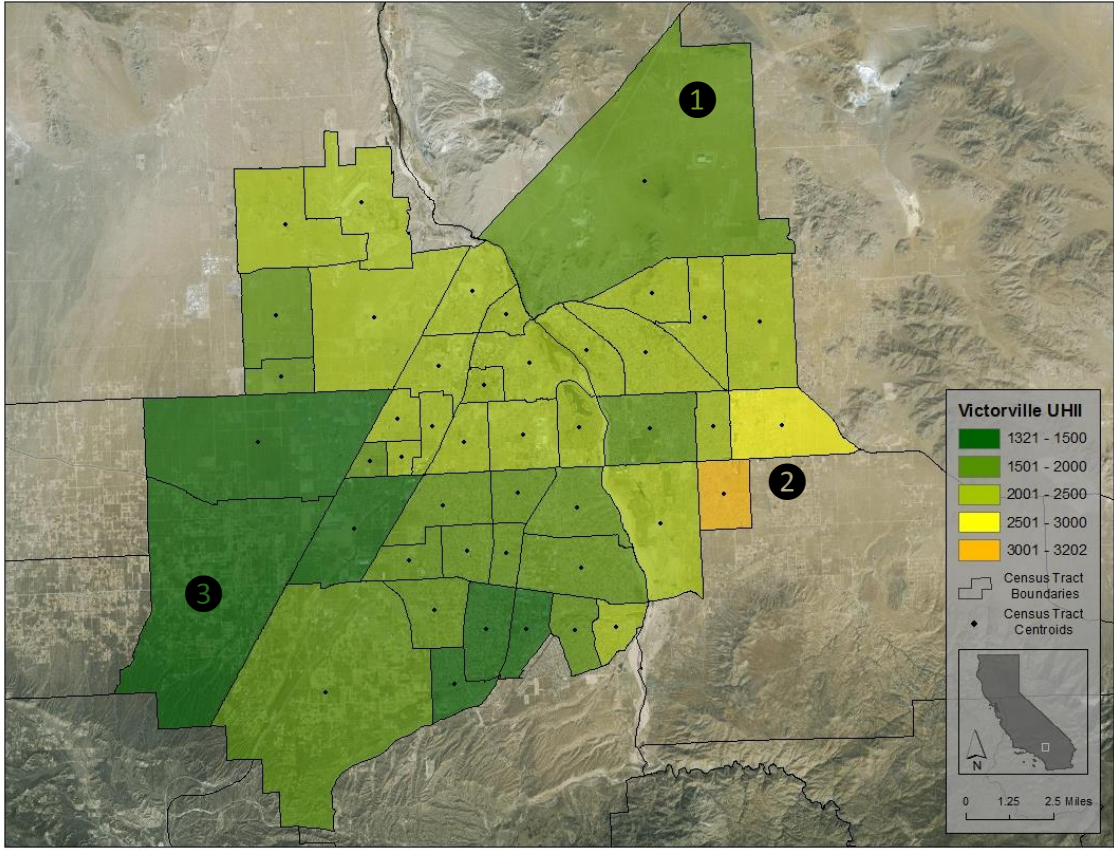 1
2
3
Victorville UHII
1321 - 1500
1501 - 2000
2001 - 2500
2501 - 3000
3001 - 3202
Census Tract
Boundaries
Census Tract
Centroids
N
0 1.25 2.5 Miles